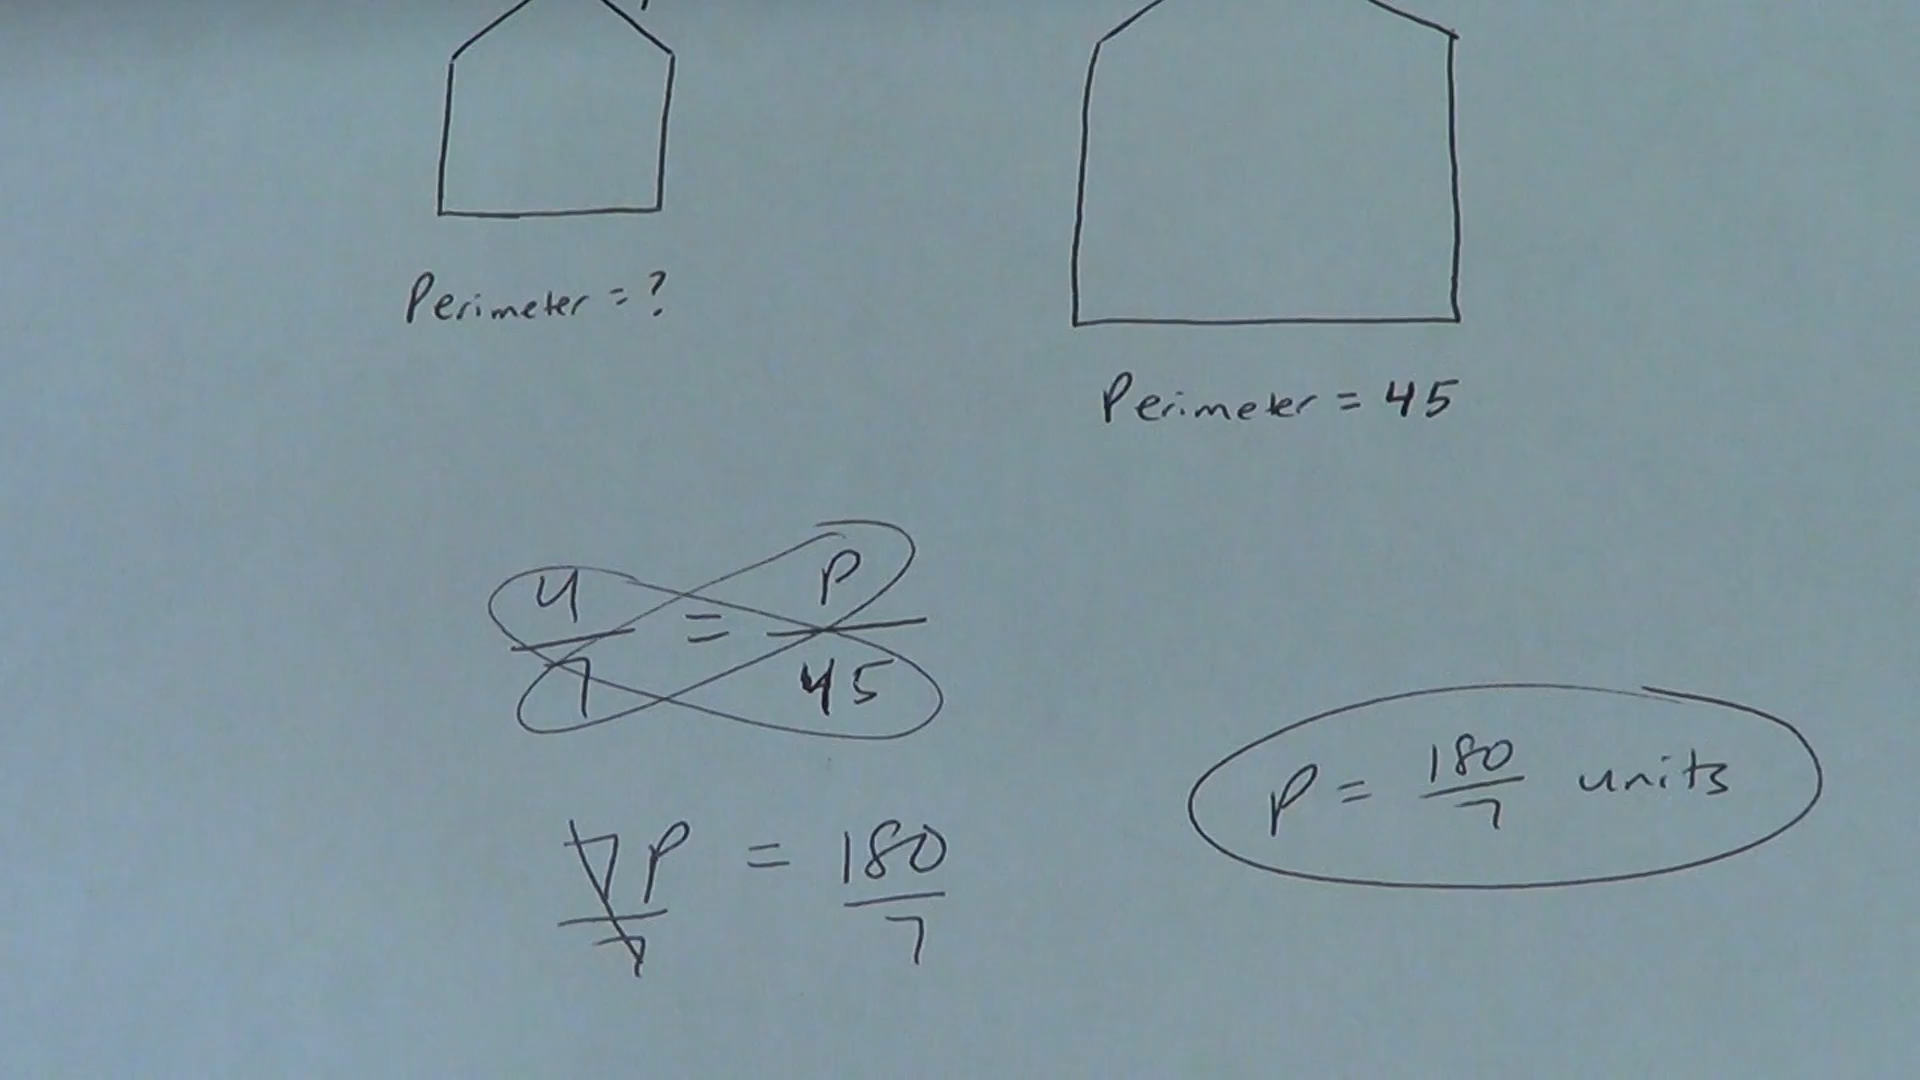 Perimeter = ?
Perimeter = 45
4/7 = P/45
7P/7 = 180/7
P = 180/7 units